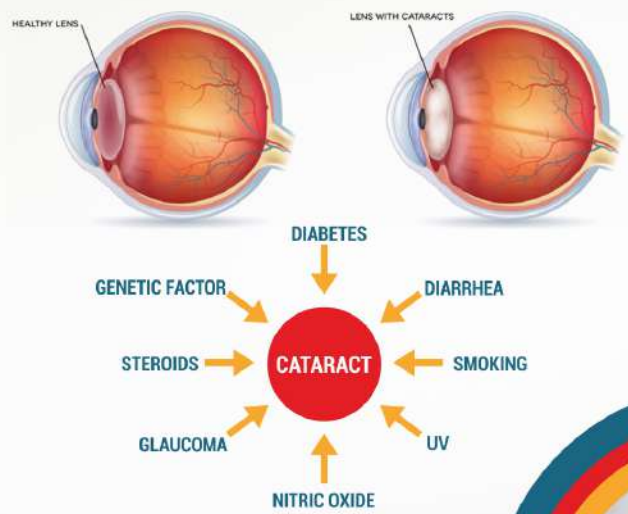 HEALTHY LENS
LENS WITH CATARACTS
DIABETES
GENETIC FACTOR
DIARRHEA
STEROIDS
CATARACT
SMOKING
GLAUCOMA
UV
NITRIC OXIDE